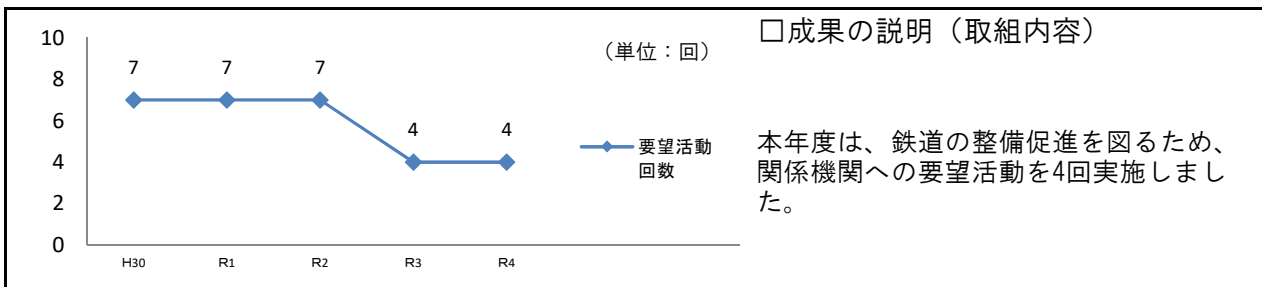 10
8
6
4
2
0
7
7
7
4
4
H30
R1
R2
R3
R4
(単位:回)
要望活動
回数
□成果の説明(取組内容)
本年度は、鉄道の整備促進を図るため、
関係機関への要望活動を4回実施しまし
た。